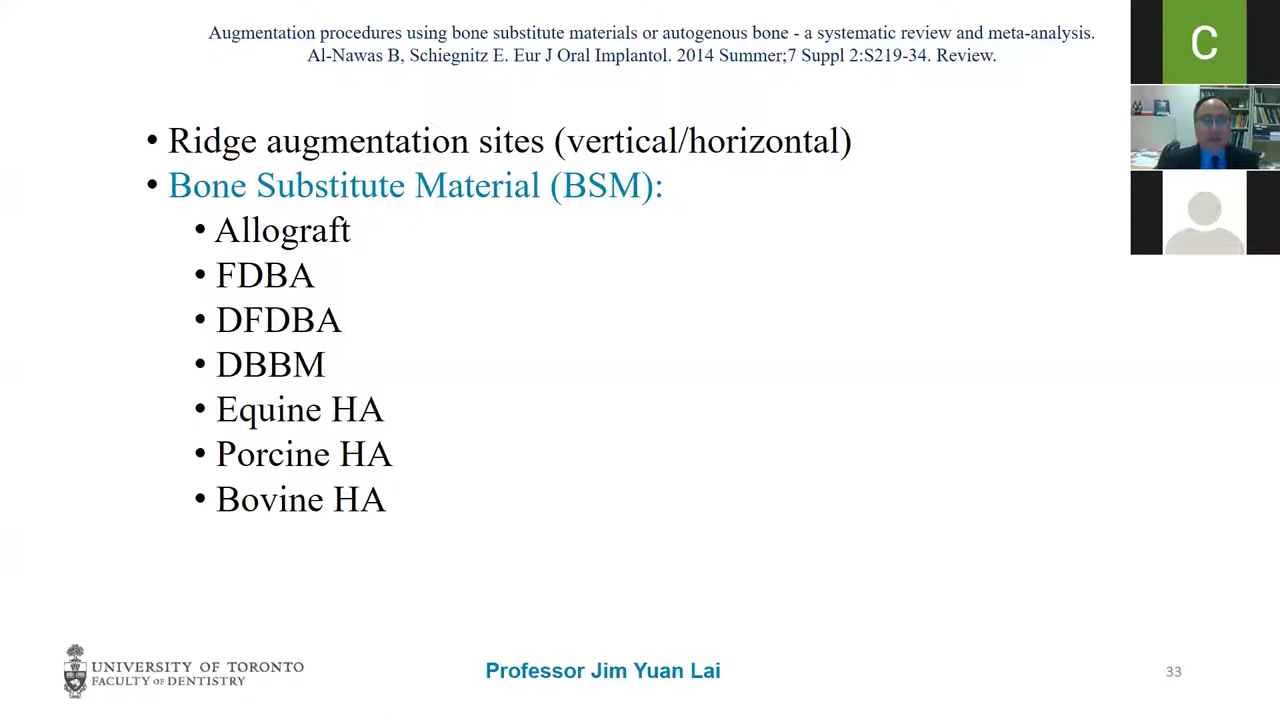 Augmentation procedures using bone substitute materials or autogenous bone - a systematic review and meta-analysis.
Al-Nawas B, Schiegnitz E. Eur J Oral Implantol. 2014 Summer;7 Suppl 2:S219-34. Review.
C
• Ridge augmentation sites (vertical/horizontal)
• Bone Substitute Material (BSM):
• Allograft
• FDBA
• DFDBA
• DBBM
• Equine HA
• Porcine HA
• Bovine HA
UNIVERSITY OF TORONTO
FACULTY OF DENTISTRY
Professor Jim Yuan Lai
33